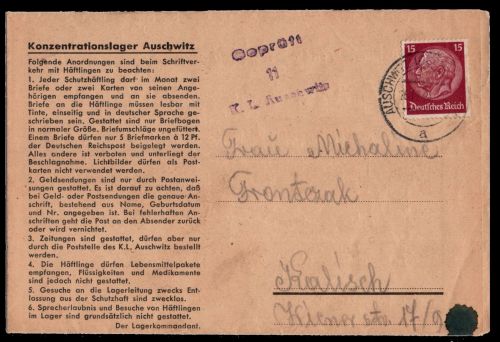 Konzentrationslager Auschwitz
Folgende Anordnungen sind beim Schriftver-
kehr mit Häftlingen zu beachten:
1. Jeder Schutzhäftling darf im Monat zwei
Briefe oder zwei Karten von seinen Ange-
hörigen empfangen und an sie absenden.
Briefe an die Häftlinge müssen lesbar mit
Tinte, einseitig und in deutscher Sprache ge-
schrieben sein. Gestattet sind nur Briefbogen
in normaler Größe. Briefumschläge ungefüttert.
Einem Briefe dürfen nur 5 Briefmarken à 12 Pf.
der Deutschen Reichspost beigelegt werden.
Alles andere ist verboten und unterliegt der
Beschlagnahme. Lichtbilder dürfen als Post-
karten nicht verwendet werden.
2. Geldsendungen sind nur durch Postanwei-
sungen gestattet. Es ist darauf zu achten, daß
bei Geld- oder Postsendungen die genaue An-
schrift, bestehend aus Name, Geburtsdatum
und Nr. angegeben ist. Bei fehlerhaften An-
schriften geht die Post an den Absender zurück
oder wird vernichtet.
3. Zeitungen sind gestattet, dürfen aber nur
durch die Poststelle des K.L. Auschwitz bestellt
werden.
4. Die Häftlinge dürfen Lebensmittelpakete
empfangen, Flüssigkeiten und Medikamente
sind jedoch nicht gestattet.
5. Gesuche an die Lagerleitung zwecks Ent-
lassung aus der Schutzhaft sind zwecklos.
6. Sprecherlaubnis und Besuche von Häftlingen
im Lager sind grundsätzlich nicht gestattet.
Der Lagerkommandant.
Geprüft
11
K. L. Auschwitz
15 15
Deutsches Reich
a
Frau Michaline
Frontczak
Kalisch
Wiener str. 17/9